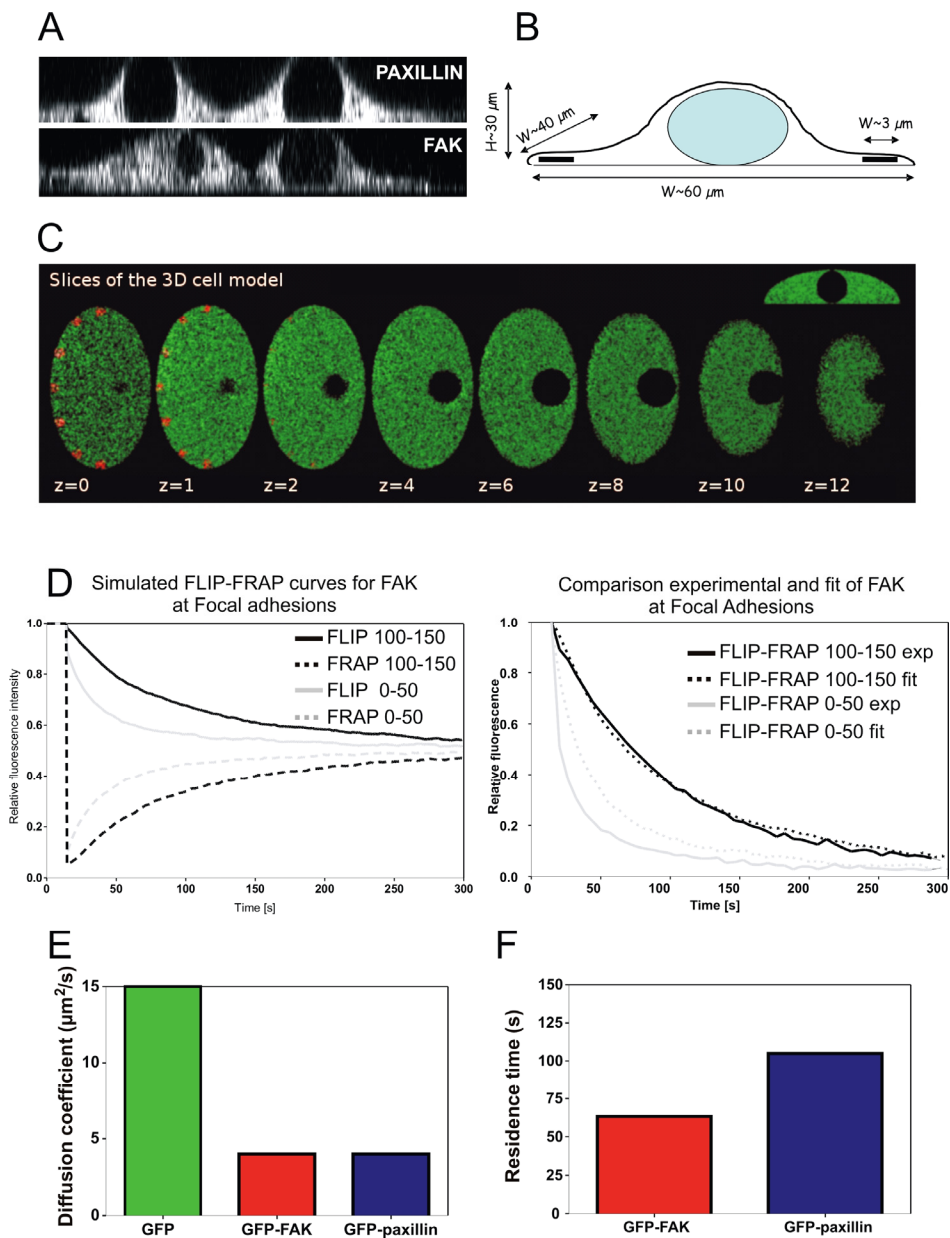 A
PAXILLIN
FAK
B
H~30 μm
W~40 μm
W~3 μm
W~60 μm
C
Slices of the 3D cell model
z=0
z=1
z=2
z=4
z=6
z=8
z=10
z=12
D
Simulated FLIP-FRAP curves for FAK
at Focal adhesions
Relative fluorescence intensity
1.0
0.8
0.6
0.4
0.2
0.0
FLIP 100-150
FRAP 100-150
FLIP 0-50
FRAP 0-50
0
50
100
150
200
250
300
Time [s]
Comparison experimental and fit of FAK
at Focal Adhesions
Relative fluorescence
1.0
0.8
0.6
0.4
0.2
0.0
FLIP-FRAP 100-150 exp
FLIP-FRAP 100-150 fit
FLIP-FRAP 0-50 exp
FLIP-FRAP 0-50 fit
0
50
100
150
200
250
300
Time [s]
E
Diffusion coefficient (μm²/s)
15
10
5
0
GFP
GFP-FAK
GFP-paxillin
F
Residence time (s)
150
125
100
75
50
25
0
GFP-FAK
GFP-paxillin